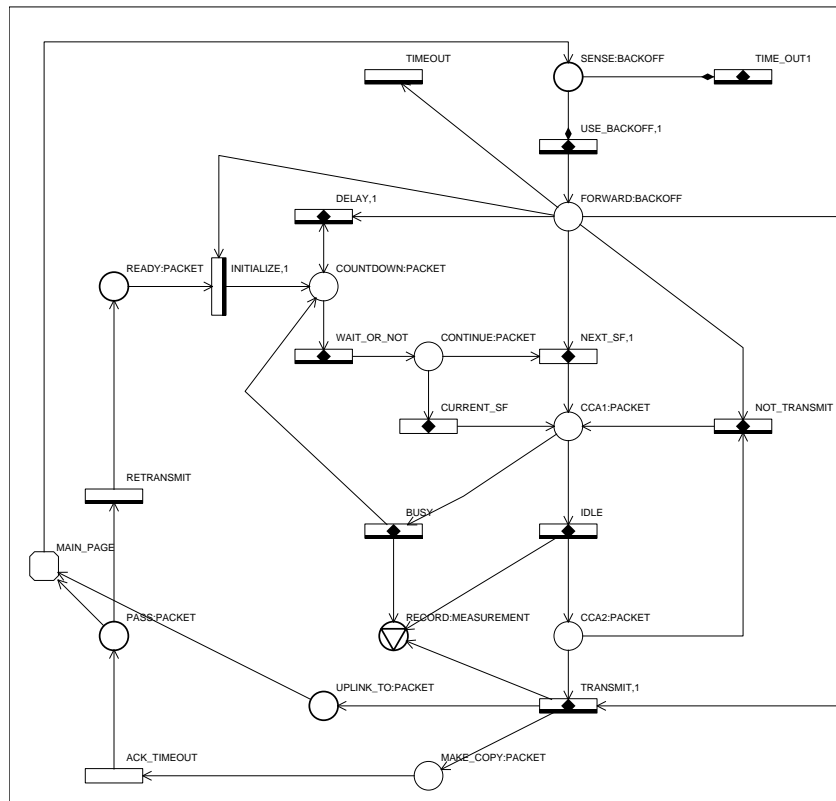 TIMEOUT
SENSE:BACKOFF
TIME_OUT1
USE_BACKOFF,1
DELAY,1
FORWARD:BACKOFF
READY:PACKET
INITIALIZE,1
COUNTDOWN:PACKET
WAIT_OR_NOT
CONTINUE:PACKET
NEXT_SF,1
CURRENT_SF
CCA1:PACKET
NOT_TRANSMIT
RETRANSMIT
BUSY
IDLE
MAIN_PAGE
PASS:PACKET
RECORD:MEASUREMENT
CCA2:PACKET
UPLINK_TO:PACKET
TRANSMIT,1
ACK_TIMEOUT
MAKE_COPY:PACKET